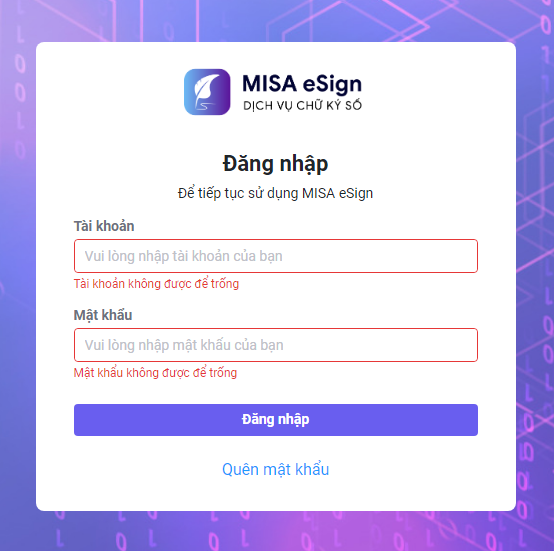 MISA eSign
DỊCH VỤ CHỮ KÝ SỐ
Đăng nhập
Để tiếp tục sử dụng MISA eSign
Tài khoản
Vui lòng nhập tài khoản của bạn
Tài khoản không được để trống
Mật khẩu
Vui lòng nhập mật khẩu của bạn
Mật khẩu không được để trống
Đăng nhập
Quên mật khẩu